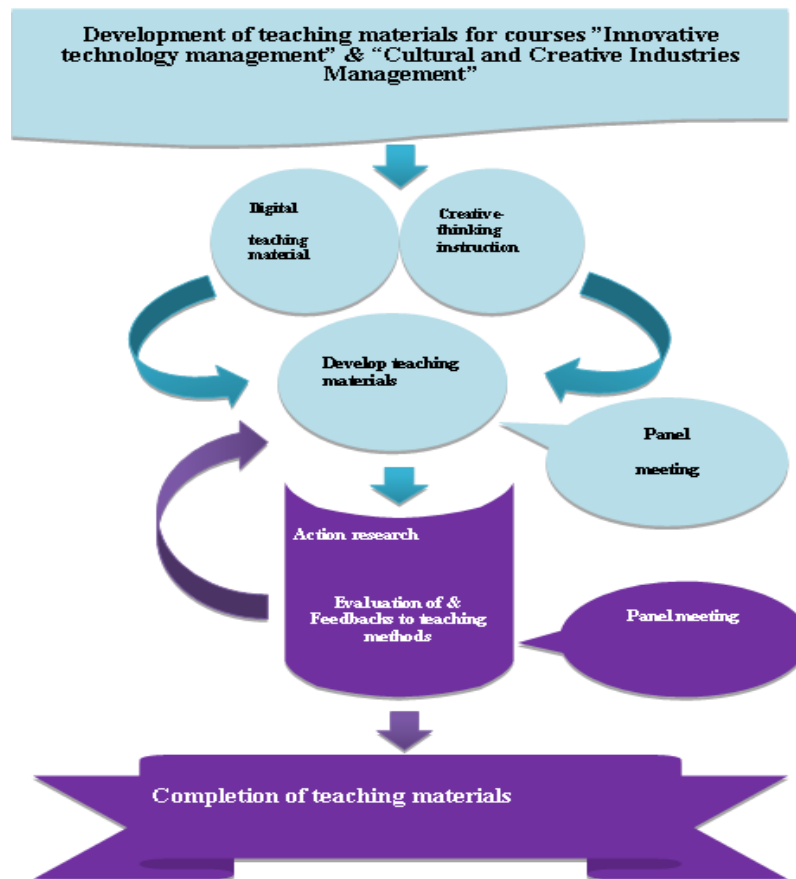 Development of teaching materials for courses ”Innovative
technology management” & “Cultural and Creative Industries
Management”
Digital
teaching
material
Creative-
thinking
instruction
Develop teaching
materials
Panel
meeting
Action research
Evaluation of &
Feedbacks to teaching
methods
Panel meeting
Completion of teaching materials